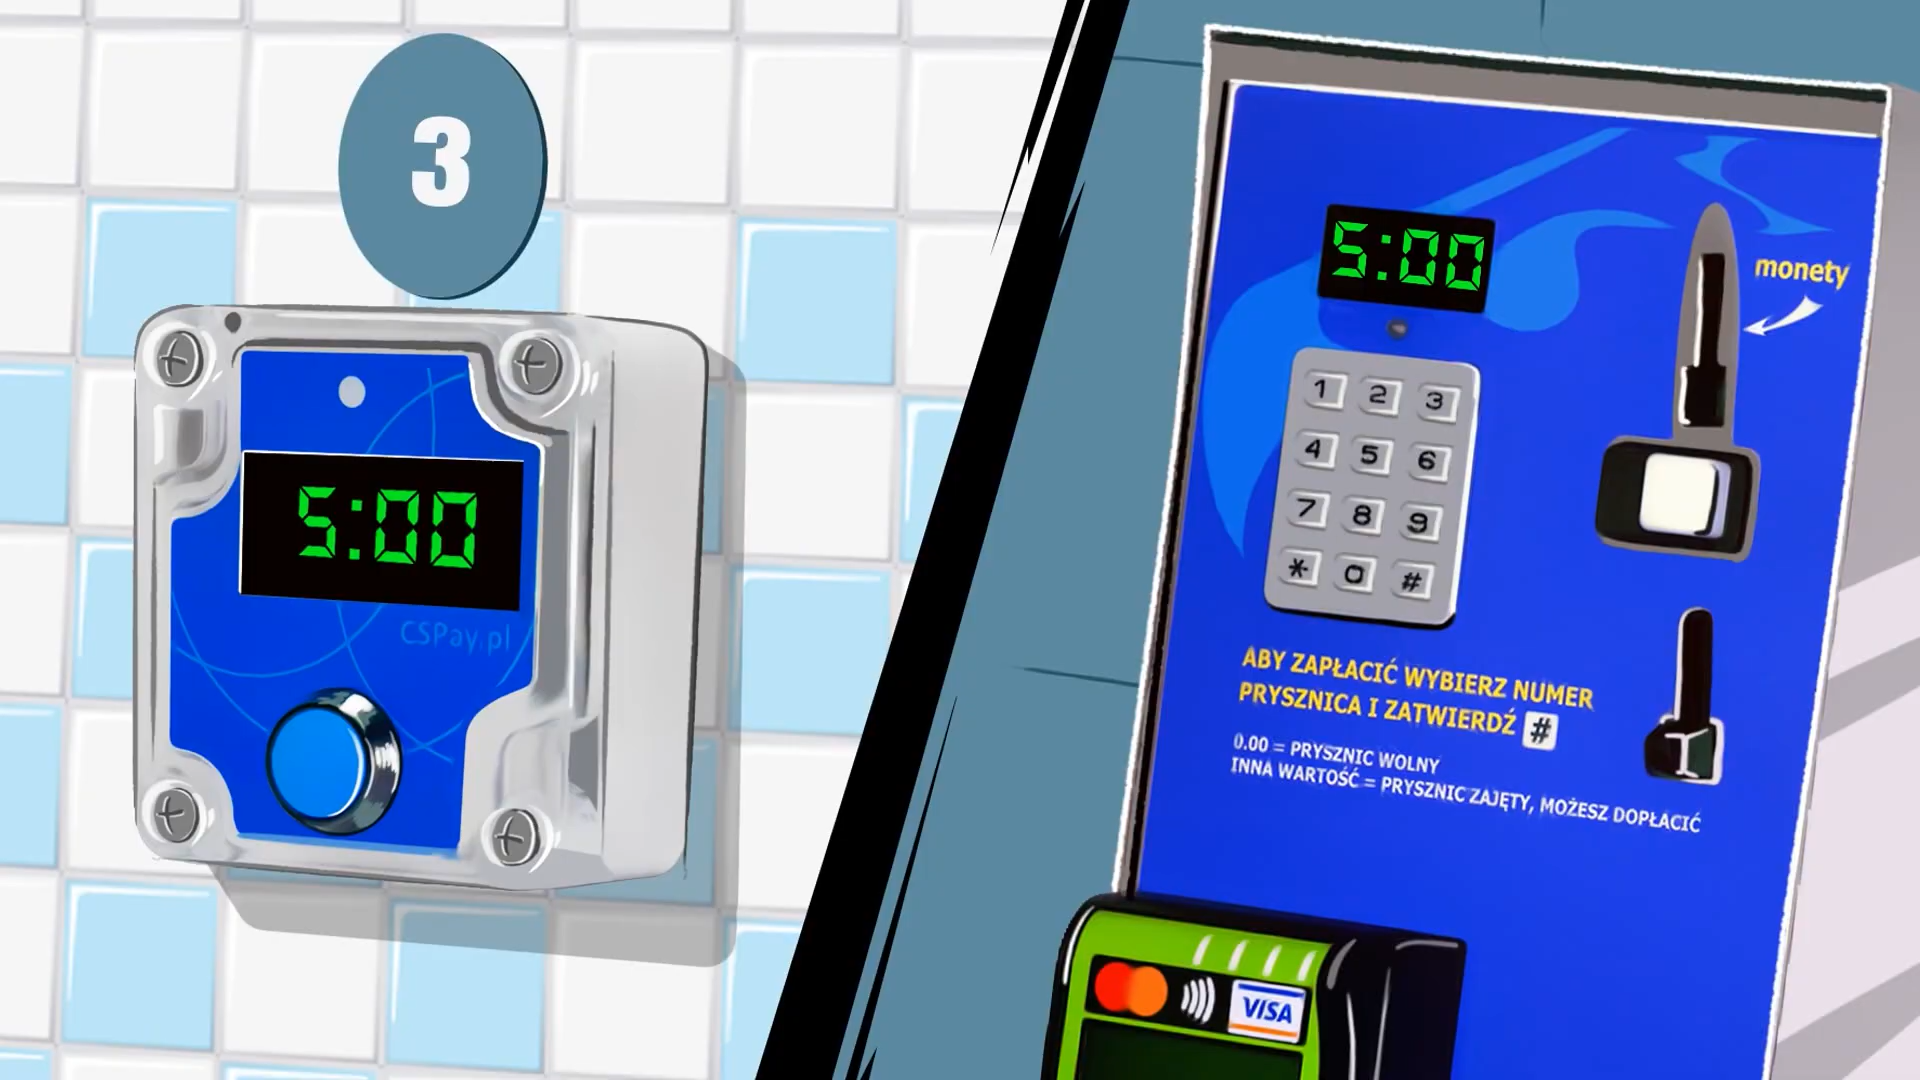 3
5:00
CSPay.pl
5:00
monety
1 2 3
4 5 6
7 8 9
* 0 #
ABY ZAPŁACIĆ WYBIERZ NUMER
PRYSZNICA I ZATWIERDŹ #
0.00 = PRYSZNIC WOLNY
INNA WARTOŚĆ = PRYSZNIC ZAJĘTY, MOŻESZ DOPŁACIĆ
VISA